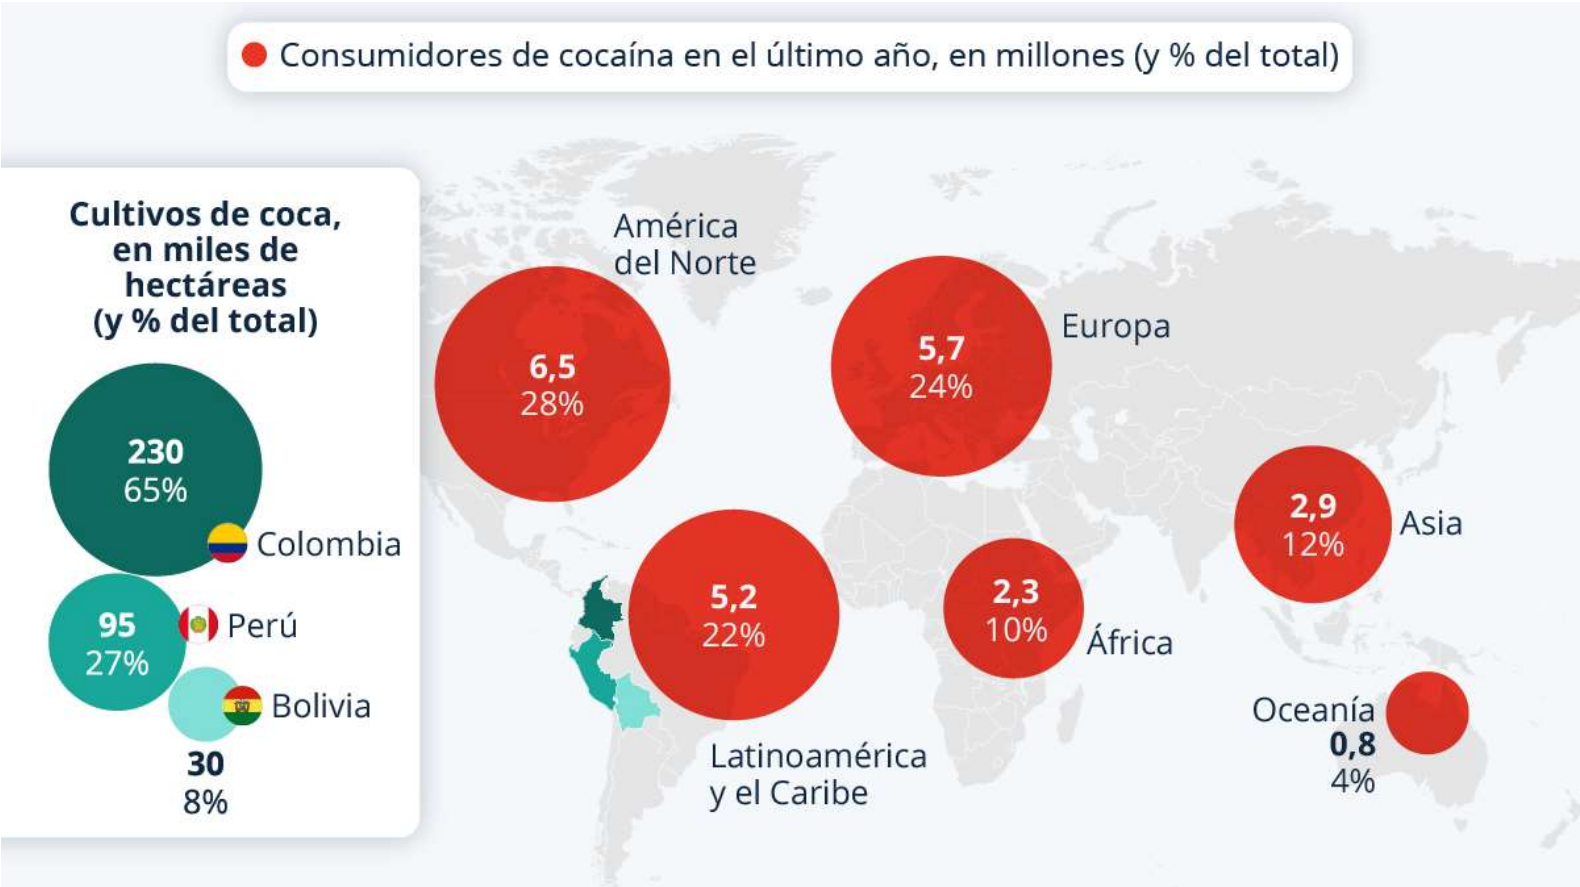 Consumidores de cocaína en el último año, en millones (y % del total)
Cultivos de coca,
en miles de
hectáreas
(y % del total)
230
65%
Colombia
95
27%
Perú
Bolivia
30
8%
América
del Norte
6,5
28%
Europa
5,7
24%
2,9
12%
Asia
5,2
22%
Latinoamérica
y el Caribe
2,3
10%
África
Oceanía
0,8
4%